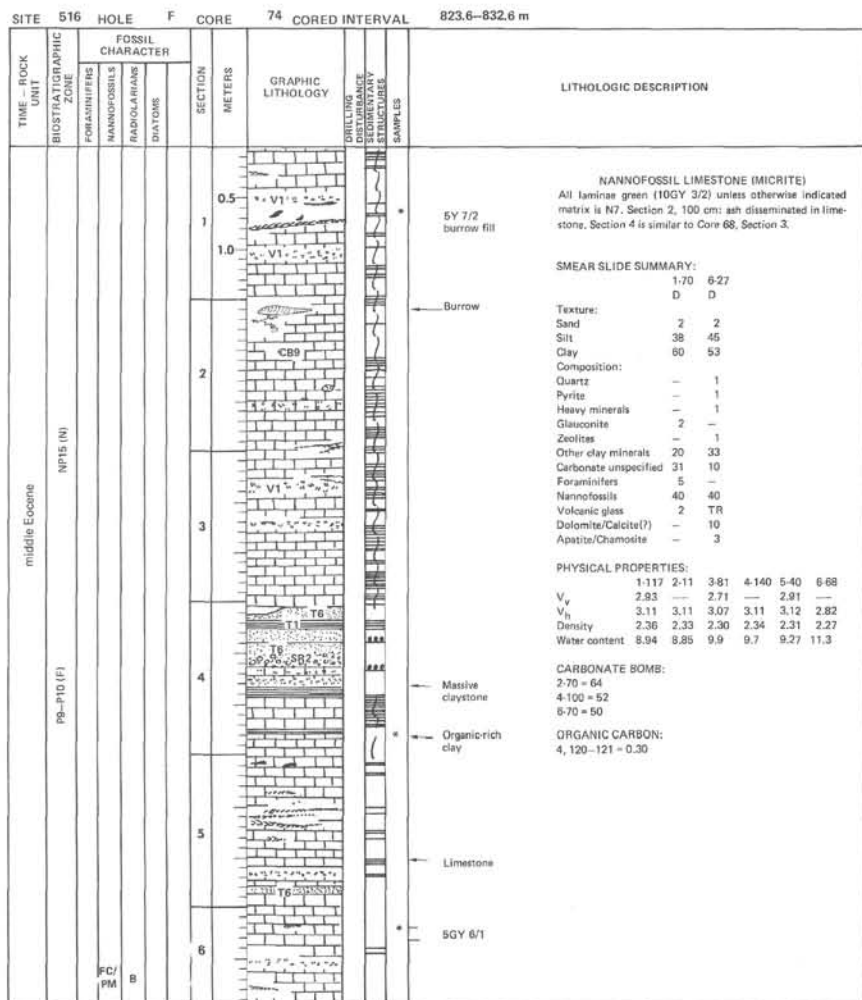 SITE 516 HOLE F CORE 74 CORED INTERVAL 823.6–832.6 m
TIME – ROCK UNIT
BIOSTRATIGRAPHIC ZONE
FOSSIL CHARACTER
FORAMINIFERS
NANNOFOSSILS
RADIOLARIANS
DIATOMS
SECTION
METERS
GRAPHIC LITHOLOGY
DRILLING DISTURBANCE
SEDIMENTARY STRUCTURES
SAMPLES
LITHOLOGIC DESCRIPTION
middle Eocene
NP15 (N)
P9–P10 (F)
FC/PM
B
1
0.5
1.0
2
3
4
5
6
V1
V1
CB9
V1
V1
T6
T1
T6
SR2
T6
*
*
*
5Y 7/2
burrow fill
Burrow
Massive
claystone
Organic-rich
clay
Limestone
5GY 6/1
NANNOFOSSIL LIMESTONE (MICRITE)
All laminae green (10GY 3/2) unless otherwise indicated
matrix is N7. Section 2, 100 cm: ash disseminated in lime-
stone. Section 4 is similar to Core 68, Section 3.
SMEAR SLIDE SUMMARY:
1-70 6-27
D D
Texture:
Sand 2 2
Silt 38 45
Clay 60 53
Composition:
Quartz – 1
Pyrite – 1
Heavy minerals – 1
Glauconite 2 –
Zeolites – 1
Other clay minerals 20 33
Carbonate unspecified 31 10
Foraminifers 5 –
Nannofossils 40 40
Volcanic glass 2 TR
Dolomite/Calcite(?) – 10
Apatite/Chamosite – 3
PHYSICAL PROPERTIES:
1-117 2-11 3-81 4-140 5-40 6-68
Vv 2.93 — 2.71 — 2.91 —
Vh 3.11 3.11 3.07 3.11 3.12 2.82
Density 2.36 2.33 2.30 2.34 2.31 2.27
Water content 8.94 8.85 9.9 9.7 9.27 11.3
CARBONATE BOMB:
2-70 = 64
4-100 = 52
6-70 = 50
ORGANIC CARBON:
4, 120–121 = 0.30